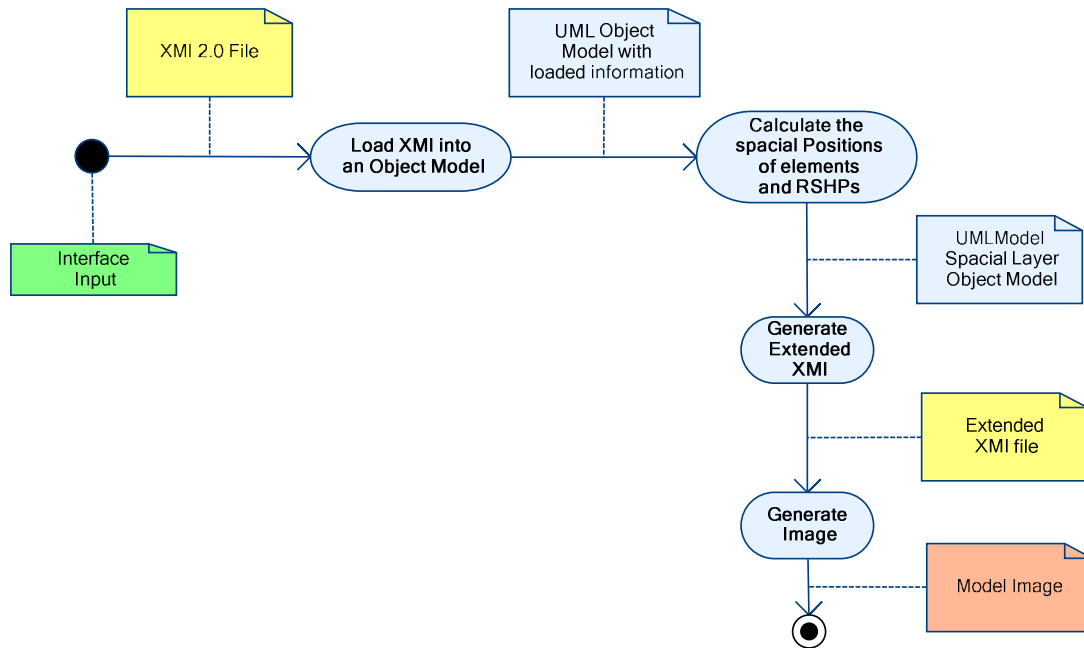 XMI 2.0 File
UML Object
Model with
loaded information
Load XMI into
an Object Model
Calculate the
spacial Positions
of elements
and RSHPs
Interface
Input
UMLModel
Spacial Layer
Object Model
Generate
Extended
XMI
Extended
XMI file
Generate
Image
Model Image